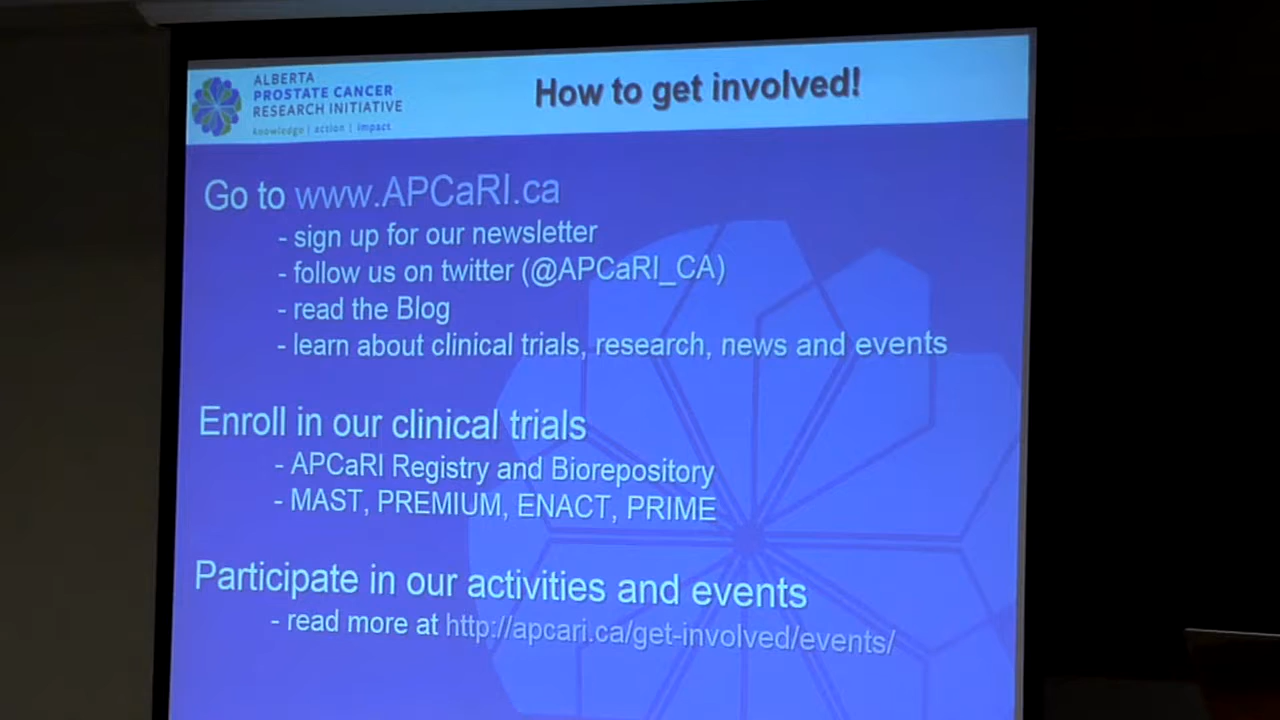 ALBERTA
PROSTATE CANCER
RESEARCH INITIATIVE
knowledge | action | impact
How to get involved!
Go to www.APCaRI.ca
- sign up for our newsletter
- follow us on twitter (@APCaRI_CA)
- read the Blog
- learn about clinical trials, research, news and events
Enroll in our clinical trials
- APCaRI Registry and Biorepository
- MAST, PREMIUM, ENACT, PRIME
Participate in our activities and events
- read more at http://apcari.ca/get-involved/events/